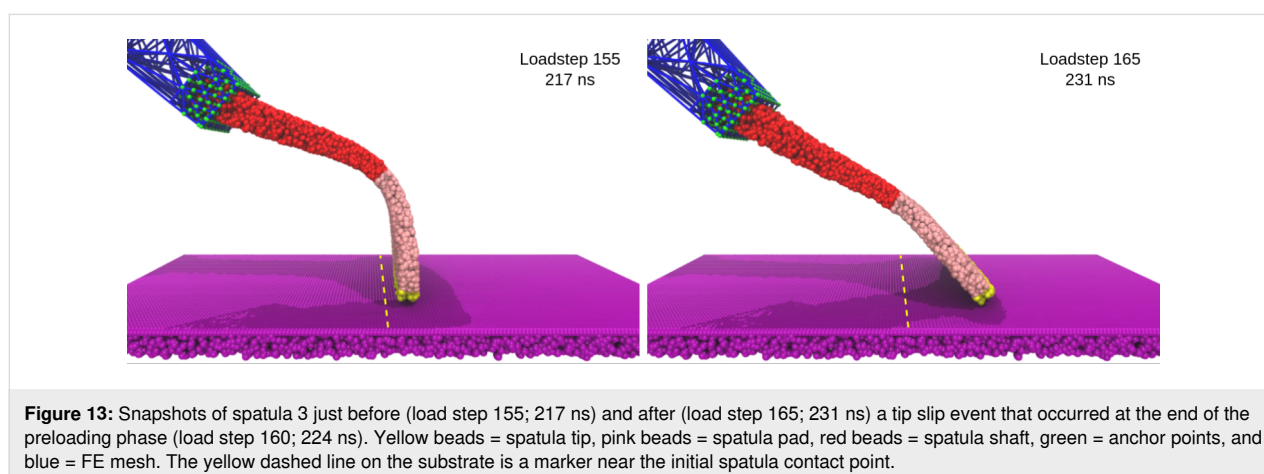 Loadstep 155
217 ns
Loadstep 165
231 ns
Figure 13: Snapshots of spatula 3 just before (load step 155; 217 ns) and after (load step 165; 231 ns) a tip slip event that occurred at the end of the
preloading phase (load step 160; 224 ns). Yellow beads = spatula tip, pink beads = spatula pad, red beads = spatula shaft, green = anchor points, and
blue = FE mesh. The yellow dashed line on the substrate is a marker near the initial spatula contact point.